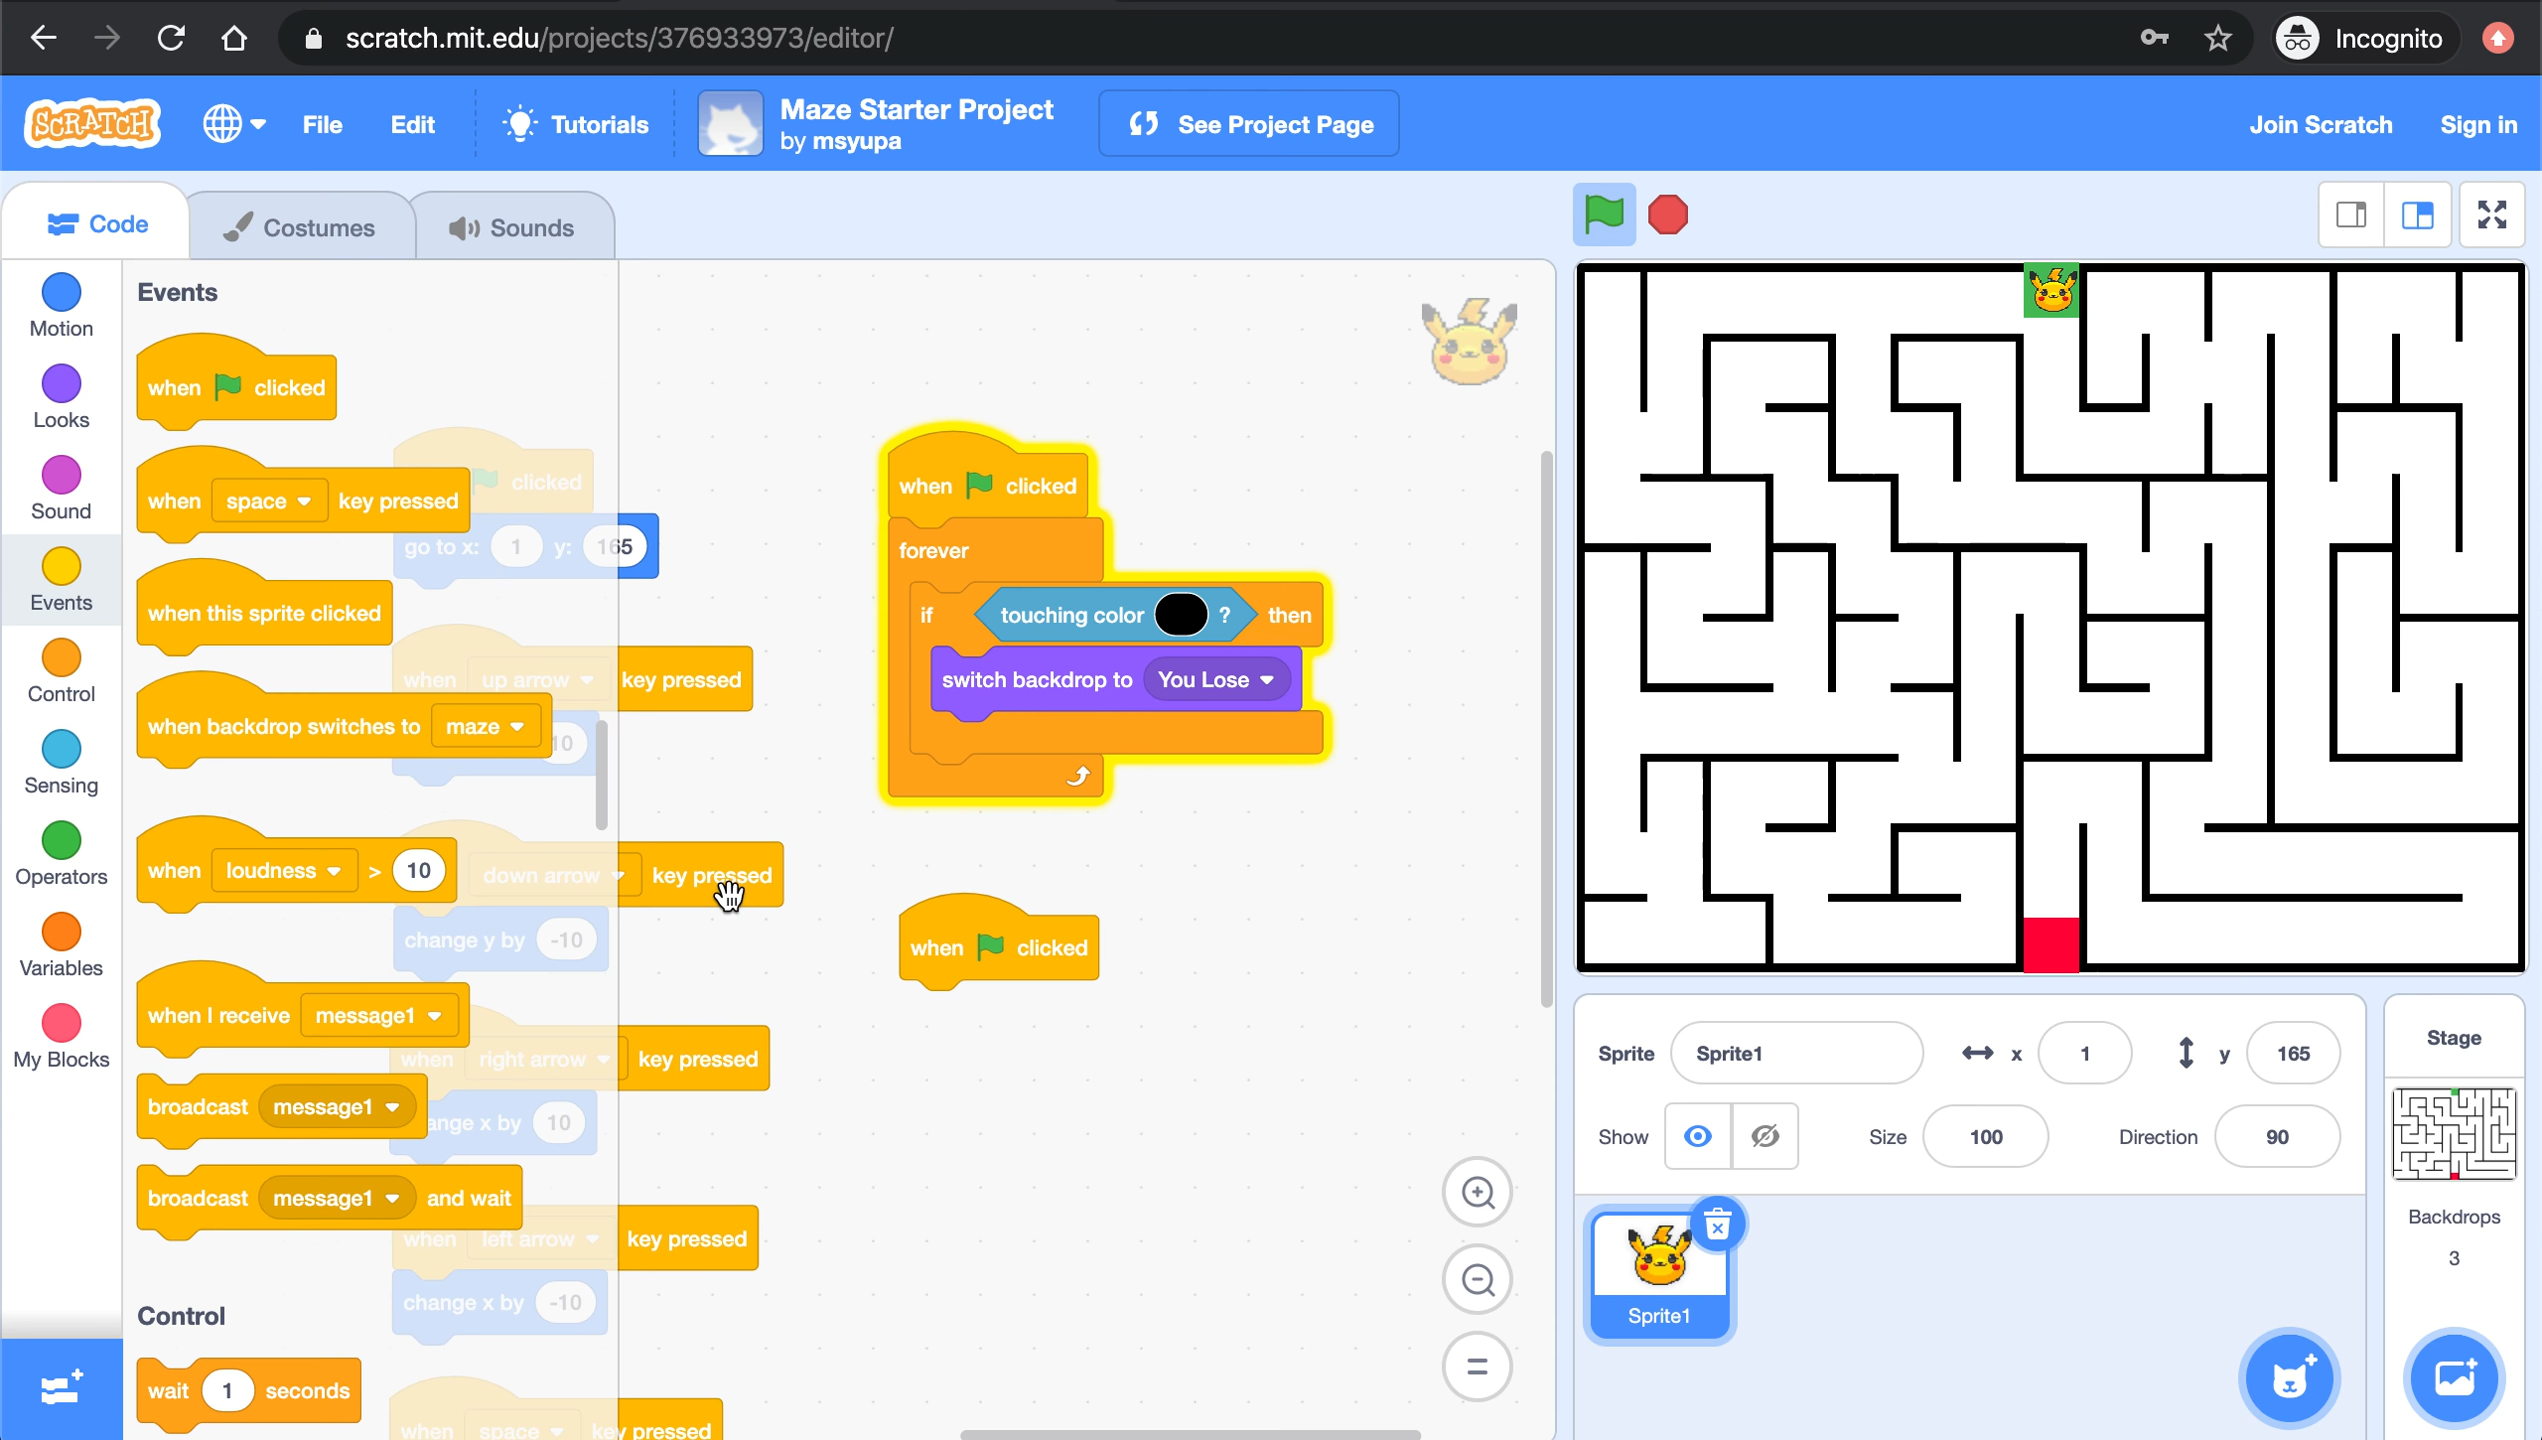 scratch.mit.edu/projects/376933973/editor/
Incognito
SCRATCH
File
Edit
Tutorials
Maze Starter Project
by msyupa
See Project Page
Join Scratch
Sign in
Code
Costumes
Sounds
Motion
Looks
Sound
Events
Control
Sensing
Operators
Variables
My Blocks
Events
when clicked
when space key pressed
when this sprite clicked
when backdrop switches to maze
when loudness > 10
when I receive message1
broadcast message1
broadcast message1 and wait
Control
wait 1 seconds
clicked
go to x: 1 y: 165
when up arrow key pressed
10
down arrow key pressed
change y by -10
when right arrow key pressed
ange x by 10
when left arrow key pressed
change x by -10
when space key pressed
when clicked
forever
if touching color ? then
switch backdrop to You Lose
when clicked
Sprite Sprite1 x 1 y 165
Show Size 100 Direction 90
Sprite1
Stage
Backdrops
3